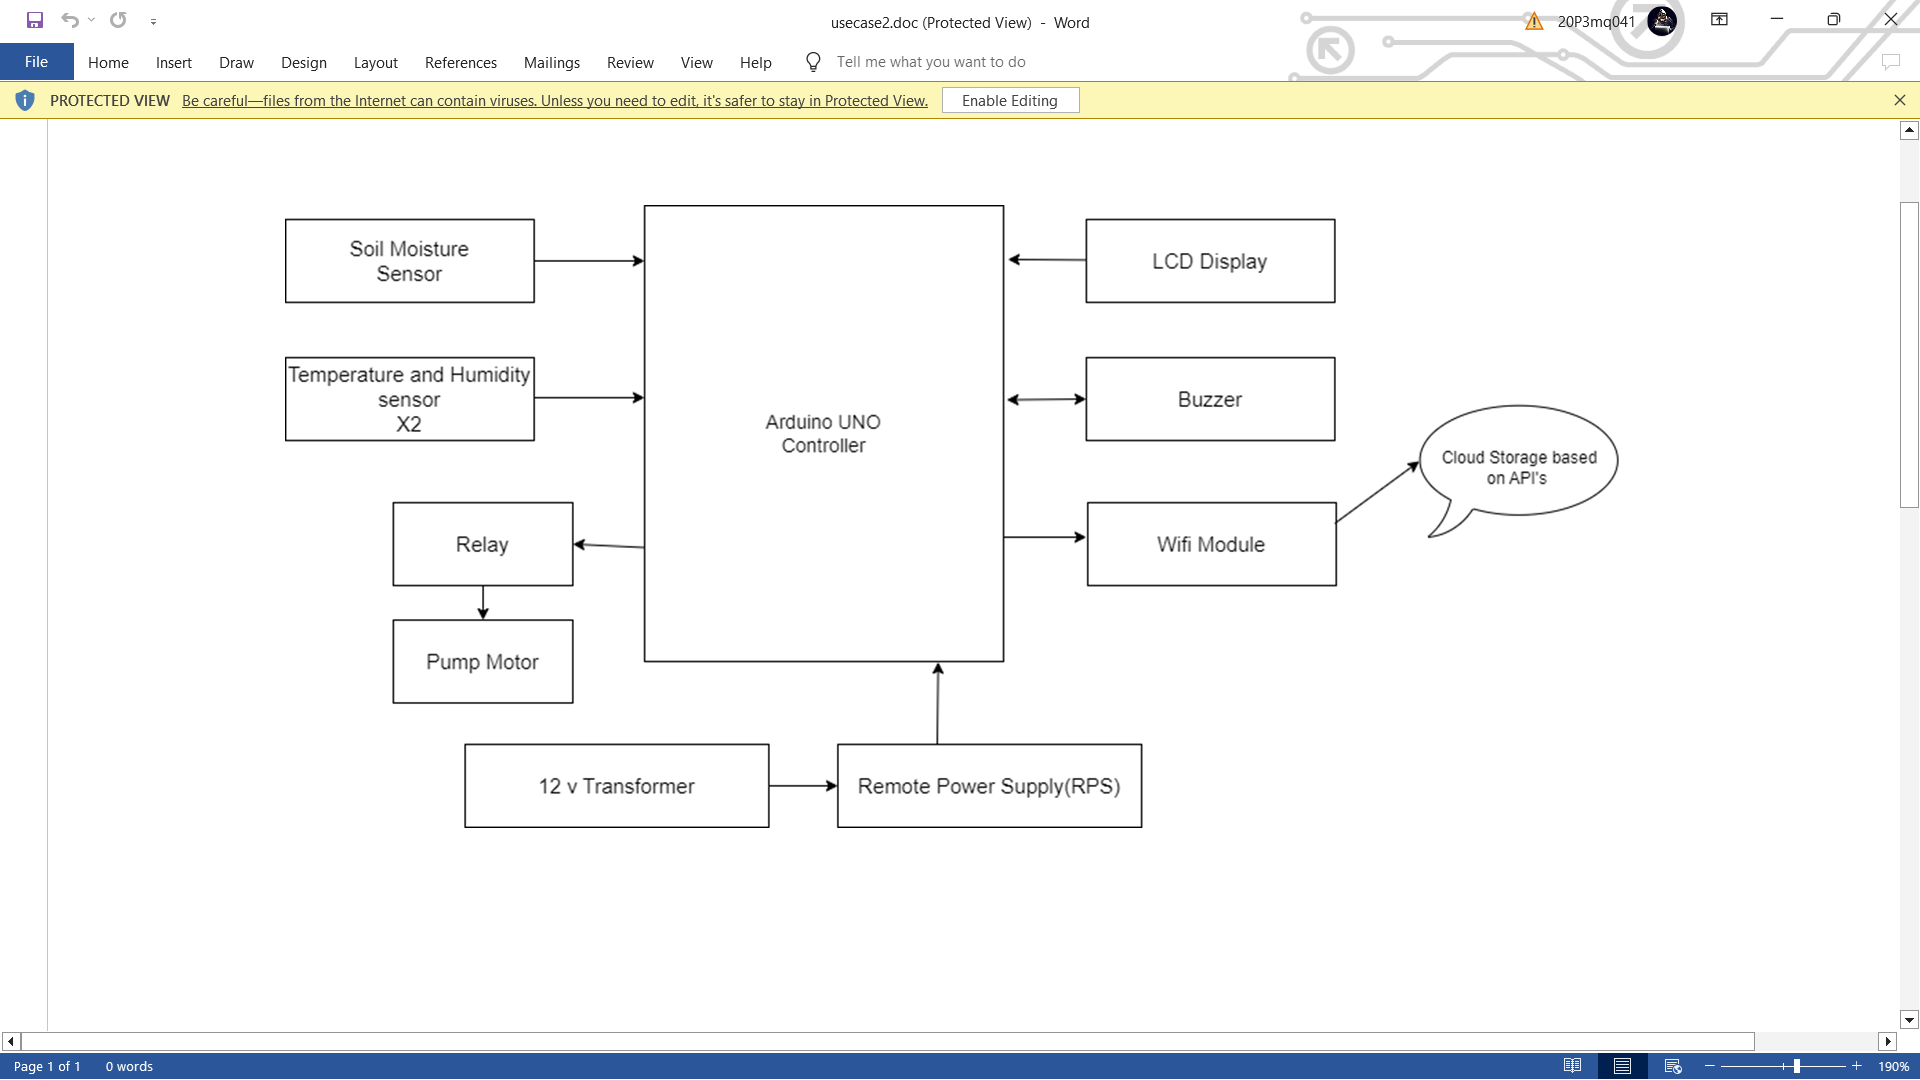 usecase2.doc (Protected View) - Word
20P3mq041
File Home Insert Draw Design Layout References Mailings Review View Help Tell me what you want to do
PROTECTED VIEW Be careful—files from the Internet can contain viruses. Unless you need to edit, it's safer to stay in Protected View. Enable Editing
Soil Moisture
Sensor
LCD Display
Temperature and Humidity
sensor
X2
Arduino UNO
Controller
Buzzer
Cloud Storage based
on API's
Relay
Wifi Module
Pump Motor
12 v Transformer
Remote Power Supply(RPS)
Page 1 of 1 0 words
190%